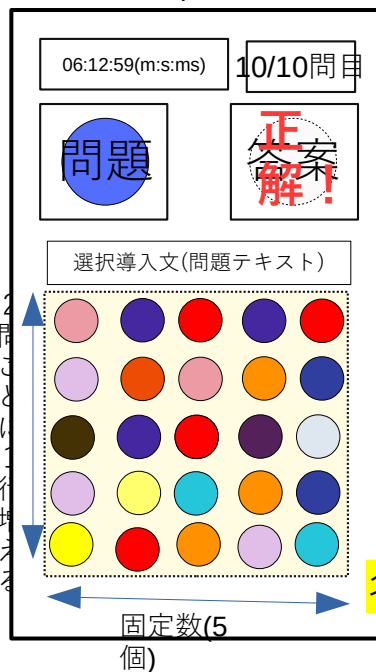 06:12:59(m:s:ms)
10/10問目
問題
答案
正解！
選択導入文(問題テキスト)
固定数(5
個)